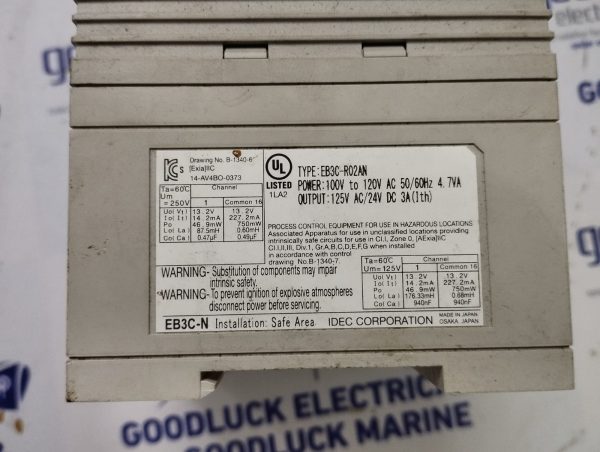 Drawing No. B-1340-6
[Exia]IIC
14-AV4BO-0373
Ta=60℃ Channel
Um =250V 1 Common 16
Uo( Vt ) 13. 2V 13. 2V
Io( It ) 14. 2mA 227. 2mA
Po 46. 9mW 750mW
Lo( La ) 87.5mH 0.60mH
Co( Ca ) 0.47μF 0.49μF
UL
LISTED
1LA2
TYPE: EB3C-R02AN
POWER: 100V to 120V AC 50/60Hz 4.7VA
OUTPUT: 125V AC/24V DC 3A(Ith)
PROCESS CONTROL EQUIPMENT FOR USE IN HAZARDOUS LOCATIONS
Associated Apparatus for use in unclassified locations providing
intrinsically safe circuits for use in Cl.I, Zone 0, [AExia]IIC
Cl.I,II,III, Div.1, Gr.A,B,C,D,E,F,G when installed
in accordance with control
drawing No.B-1340-7.
Ta=60℃ Channel
Um=125V 1 Common 16
Uo( Vt ) 13. 2V 13. 2V
Io( It ) 14. 2mA 227. 2mA
Po 46. 9mW 750mW
Lo( La ) 176.33mH 0.68mH
Co( Ca ) 940nF 940nF
WARNING- Substitution of components may impair
intrinsic safety.
WARNING- To prevent ignition of explosive atmospheres
disconnect power before servicing.
EB3C-N Installation: Safe Area IDEC CORPORATION MADE IN JAPAN
OSAKA JAPAN
GOODLUCK ELECTRICA
GOODLUCK MARINE